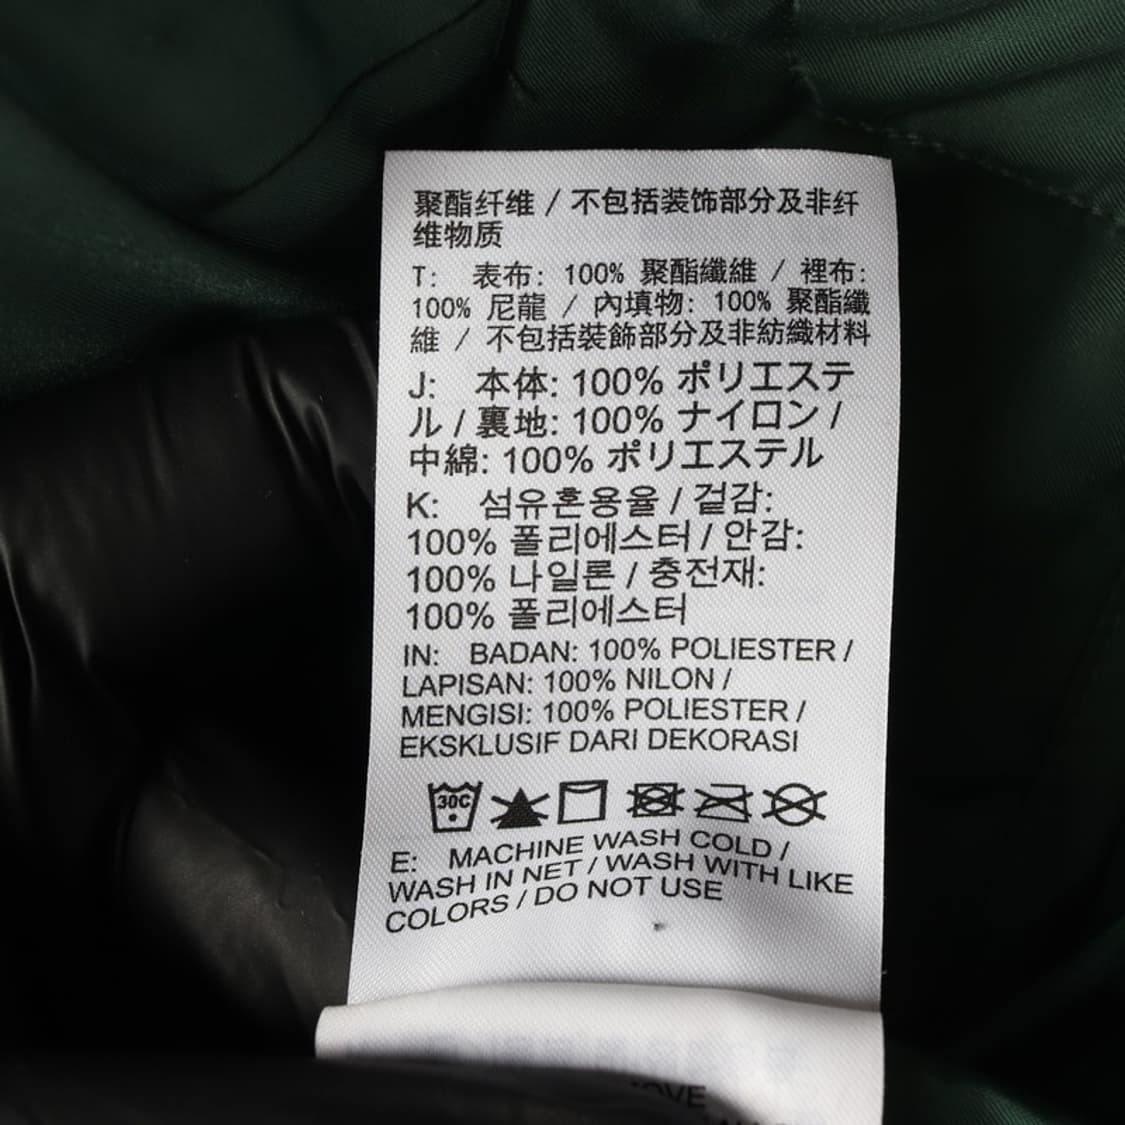 聚酯纤维 / 不包括装饰部分及非纤
维物质
T: 表布: 100% 聚酯纖維 / 裡布:
100% 尼龍 / 內填物: 100% 聚酯纖
維 / 不包括裝飾部分及非紡織材料
J: 本体: 100% ポリエステ
ル / 裏地: 100% ナイロン /
中綿: 100% ポリエステル
K: 섬유혼용율 / 겉감:
100% 폴리에스터 / 안감:
100% 나일론 / 충전재:
100% 폴리에스터
IN: BADAN: 100% POLIESTER /
LAPISAN: 100% NILON /
MENGISI: 100% POLIESTER /
EKSKLUSIF DARI DEKORASI
30C
E: MACHINE WASH COLD /
WASH IN NET / WASH WITH LIKE
COLORS / DO NOT USE